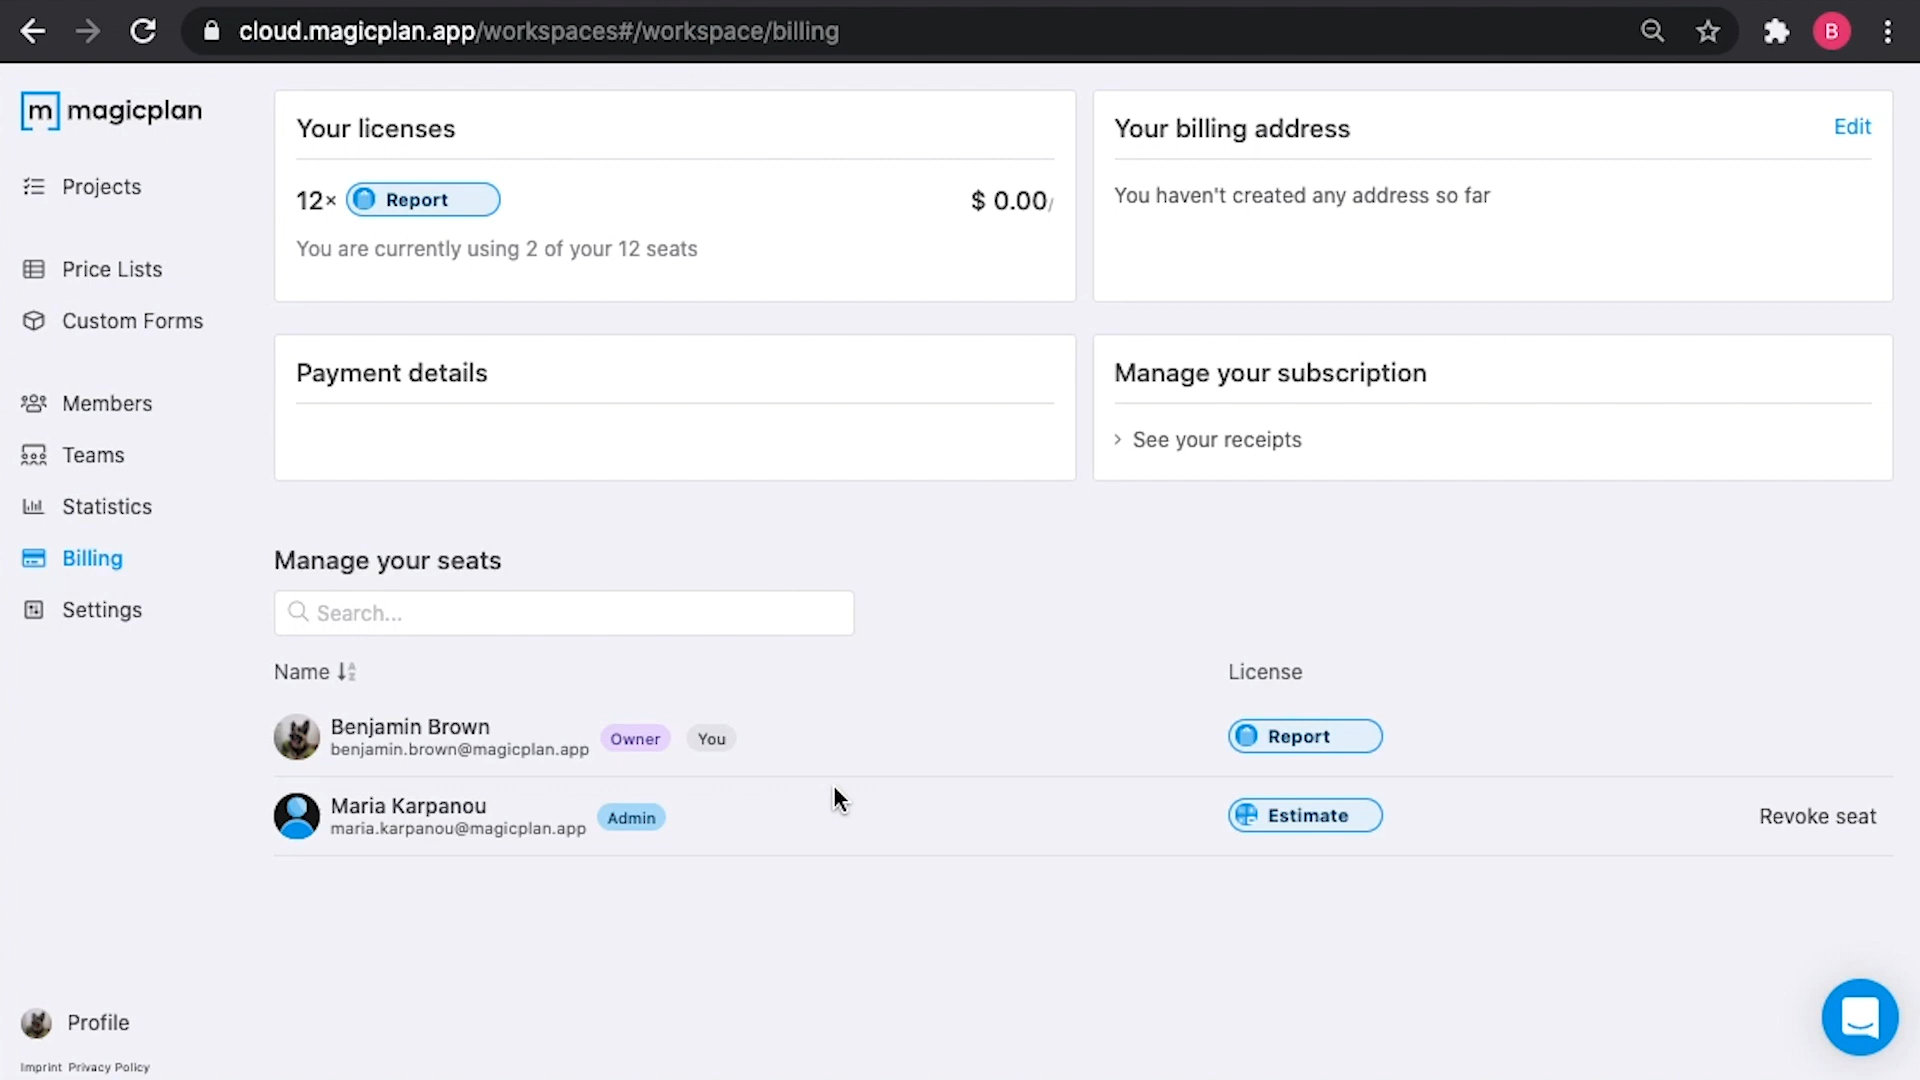 cloud.magicplan.app/workspaces#/workspace/billing
B
m magicplan
Projects
Price Lists
Custom Forms
Members
Teams
Statistics
Billing
Settings
Profile
Imprint Privacy Policy
Your licenses
12× Report $ 0.00/
You are currently using 2 of your 12 seats
Your billing address Edit
You haven't created any address so far
Payment details
Manage your subscription
> See your receipts
Manage your seats
Search...
Name License
Benjamin Brown
benjamin.brown@magicplan.app Owner You Report
Maria Karpanou
maria.karpanou@magicplan.app Admin Estimate Revoke seat